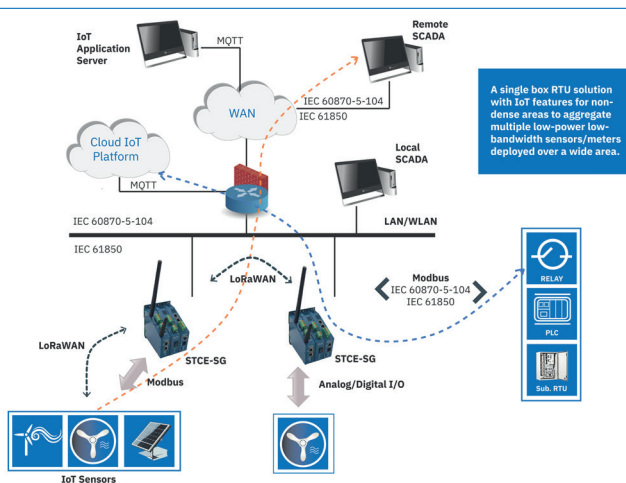 IoT
Application
Server
MQTT
Remote
SCADA
WAN
IEC 60870-5-104
IEC 61850
A single box RTU solution
with IoT features for non-
dense areas to aggregate
multiple low-power low-
bandwidth sensors/meters
deployed over a wide area.
Cloud IoT
Platform
MQTT
Local
SCADA
IEC 60870-5-104
LAN/WLAN
IEC 61850
LoRaWAN
Modbus
IEC 60870-5-104
IEC 61850
RELAY
PLC
Sub. RTU
LoRaWAN
STCE-SG
STCE-SG
Modbus
Analog/Digital I/O
IoT Sensors